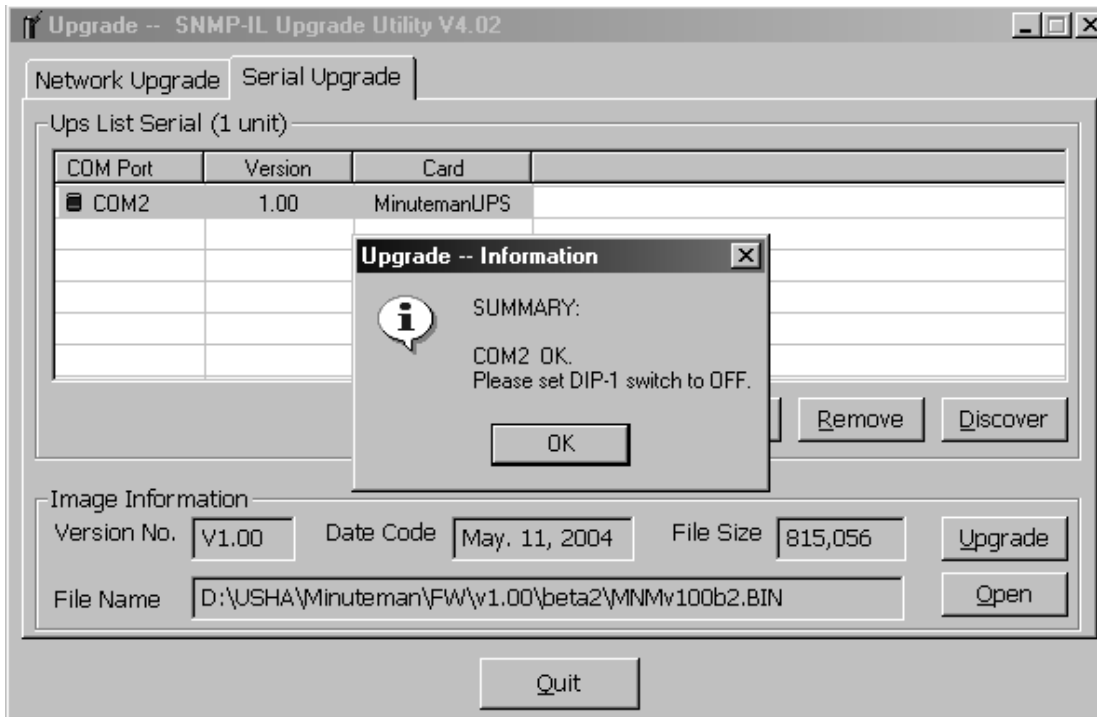 Upgrade -- SNMP-IL Upgrade Utility V4.02
Network Upgrade
Serial Upgrade
Ups List Serial (1 unit)
COM Port Version Card
COM2 1.00 MinutemanUPS
Upgrade -- Information
SUMMARY:
COM2 OK.
Please set DIP-1 switch to OFF.
OK
Remove Discover
Image Information
Version No. V1.00 Date Code May. 11, 2004 File Size 815,056 Upgrade
File Name D:\USHA\Minuteman\FW\v1.00\beta2\MNMv100b2.BIN Open
Quit